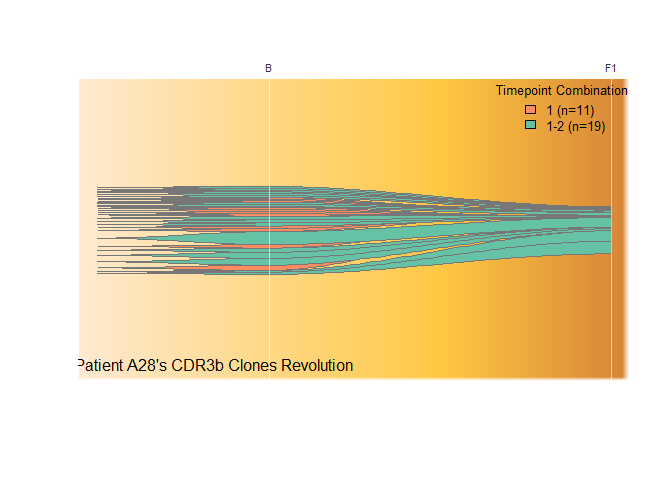 B
F1
Timepoint Combination
1 (n=11)
1-2 (n=19)
Patient A28's CDR3b Clones Revolution